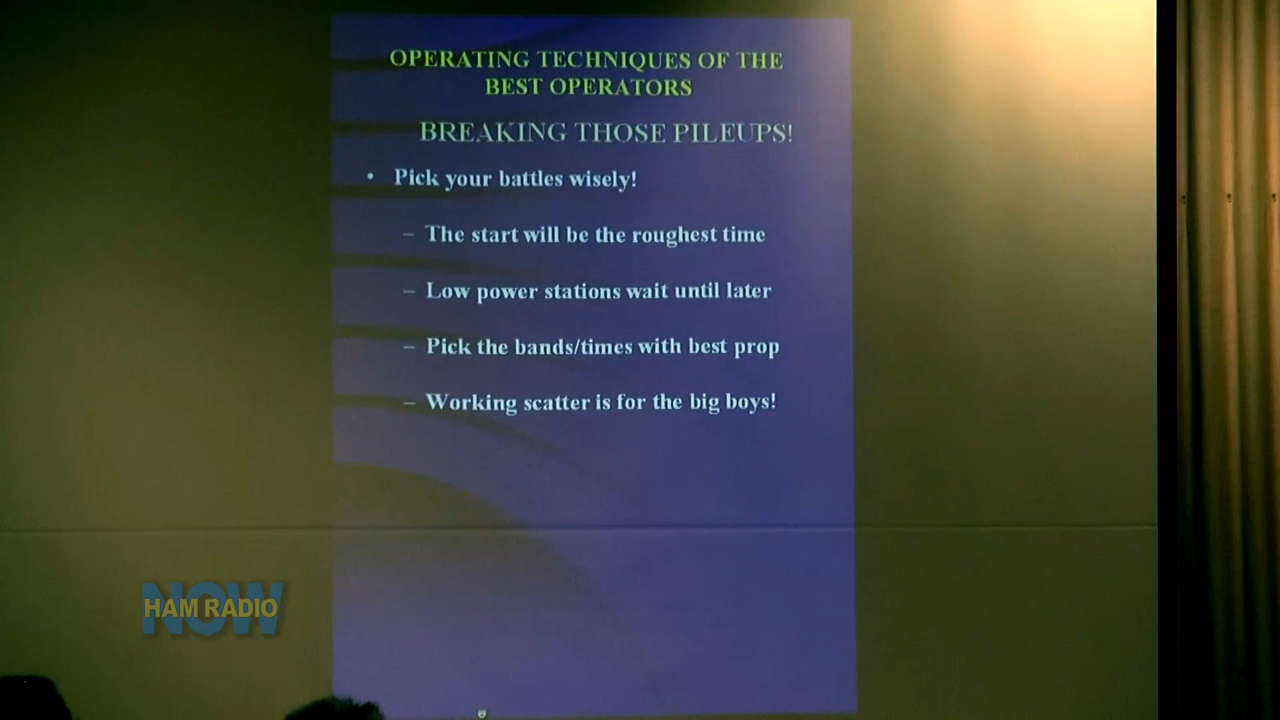 OPERATING TECHNIQUES OF THE
BEST OPERATORS
BREAKING THOSE PILEUPS!
• Pick your battles wisely!
– The start will be the roughest time
– Low power stations wait until later
– Pick the bands/times with best prop
– Working scatter is for the big boys!
NOW
HAM RADIO